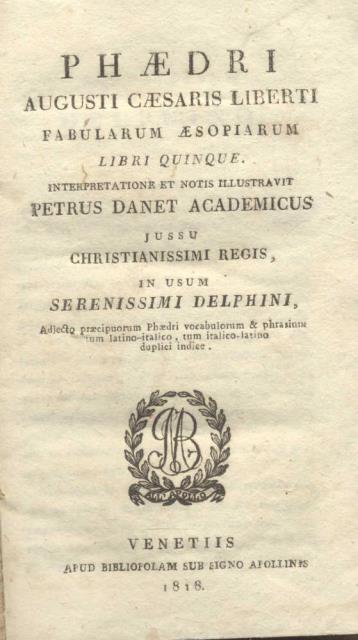 PHÆDRI
AUGUSTI CÆSARIS LIBERTI
FABULARUM ÆSOPIARUM
LIBRI QUINQUE.
INTERPRETATIONE ET NOTIS ILLUSTRAVIT
PETRUS DANET ACADEMICUS
JUSSU
CHRISTIANISSIMI REGIS,
IN USUM
SERENISSIMI DELPHINI,
Adjecto præcipuorum Phædri vocabulorum & phrasium
tum latino-italico, tum italico-latino
duplici indice.
ALL' APOLLO
VENETIIS
APUD BIBLIOPOLAM SUB SIGNO APOLLINIS
1818.